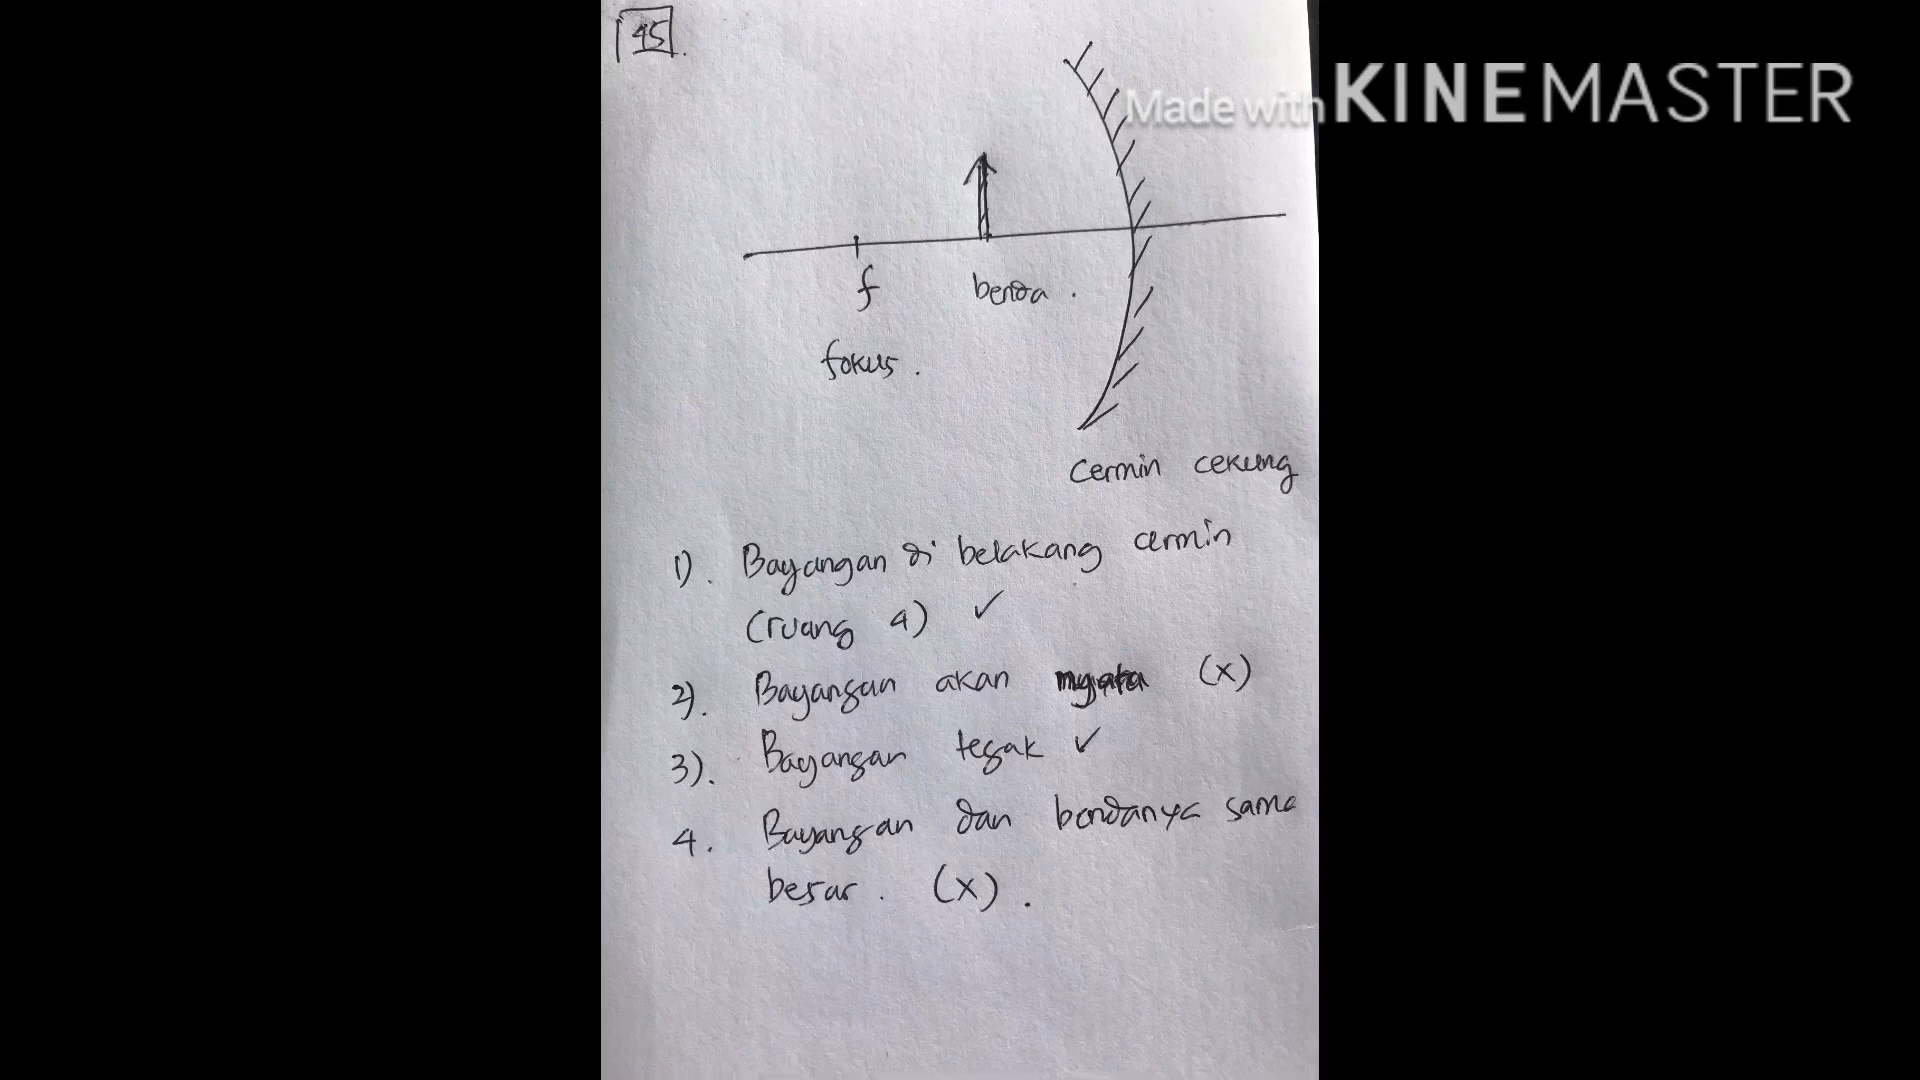 45.
Made with KINEMASTER
f
benda.
fokus.
Cermin cekung
1). Bayangan di belakang cermin
(ruang 4) ✓
2). Bayangan akan nyata (x)
3). Bayangan tegak ✓
4. Bayangan dan bendanya sama
besar. (x).